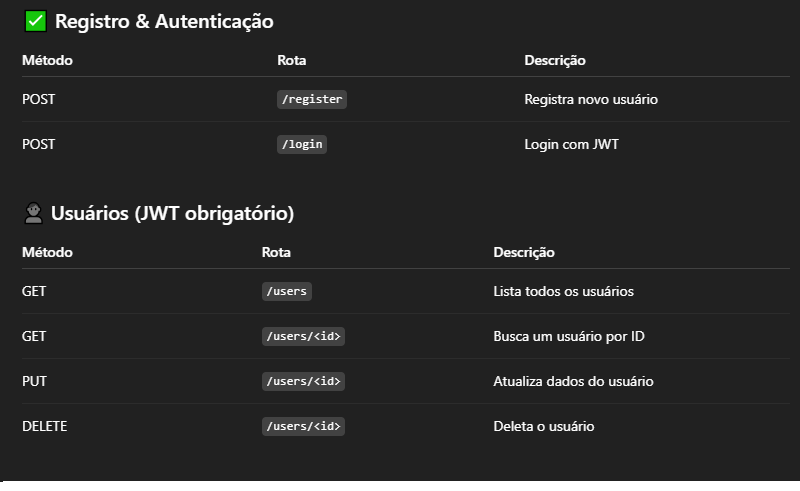 ✅ Registro & Autenticação
Método Rota Descrição
POST /register Registra novo usuário
POST /login Login com JWT
Usuários (JWT obrigatório)
Método Rota Descrição
GET /users Lista todos os usuários
GET /users/<id> Busca um usuário por ID
PUT /users/<id> Atualiza dados do usuário
DELETE /users/<id> Deleta o usuário